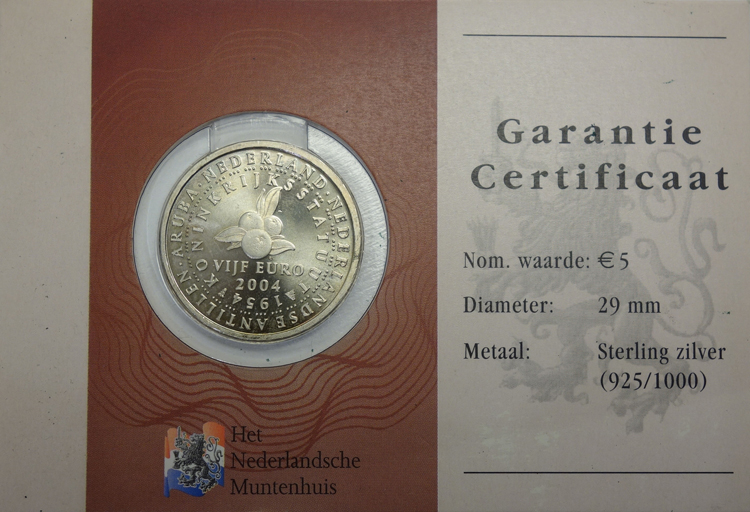 NEDERLAND · NEDERLANDSE ANTILLEN · ARUBA ·
KONINKRIJKSSTATUUT 1954
VIJF EURO
2004
Het
Nederlandsche
Muntenhuis
Garantie
Certificaat
Nom. waarde: €5
Diameter: 29 mm
Metaal: Sterling zilver
(925/1000)